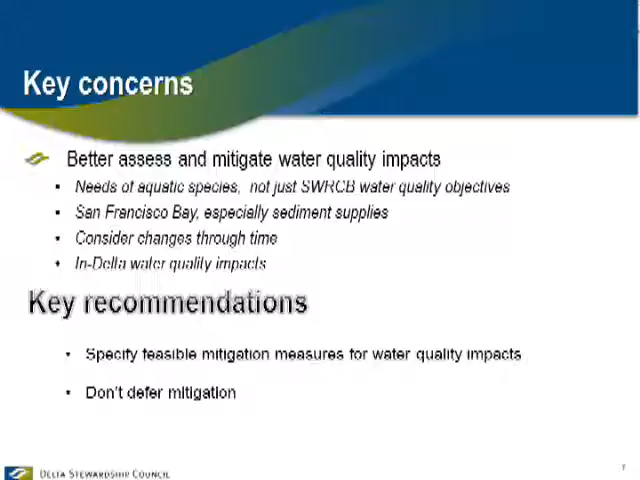 Key concerns
Better assess and mitigate water quality impacts
• Needs of aquatic species, not just SWRCB water quality objectives
• San Francisco Bay, especially sediment supplies
• Consider changes through time
• In-Delta water quality impacts
Key recommendations
• Specify feasible mitigation measures for water quality impacts
• Don't defer mitigation
DELTA STEWARDSHIP COUNCIL